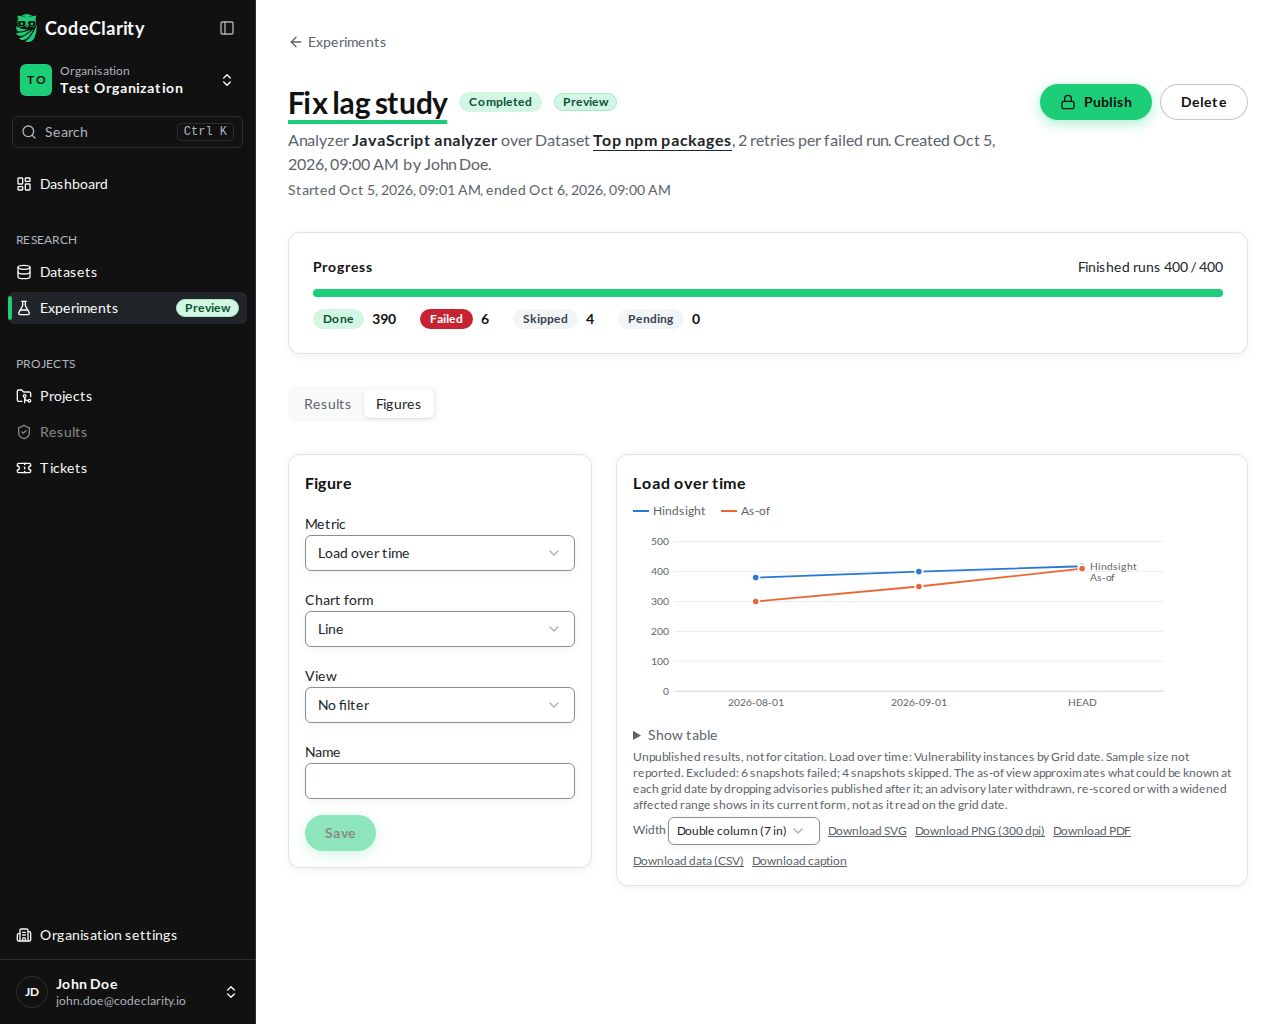 CodeClarity
TO
Organisation
Test Organization
Search
Ctrl K
Dashboard
RESEARCH
Datasets
Experiments
Preview
PROJECTS
Projects
Results
Tickets
Organisation settings
JD
John Doe
john.doe@codeclarity.io
Experiments
Fix lag study
Completed
Preview
Publish
Delete
Analyzer JavaScript analyzer over Dataset Top npm packages, 2 retries per failed run. Created Oct 5,
2026, 09:00 AM by John Doe.
Started Oct 5, 2026, 09:01 AM, ended Oct 6, 2026, 09:00 AM
Progress
Finished runs 400 / 400
Done 390
Failed 6
Skipped 4
Pending 0
Results
Figures
Figure
Metric
Load over time
Chart form
Line
View
No filter
Name
Save
Load over time
Hindsight
As-of
500
400
300
200
100
0
Hindsight
As-of
2026-08-01
2026-09-01
HEAD
Show table
Unpublished results, not for citation. Load over time: Vulnerability instances by Grid date. Sample size not
reported. Excluded: 6 snapshots failed; 4 snapshots skipped. The as-of view approximates what could be known at
each grid date by dropping advisories published after it; an advisory later withdrawn, re-scored or with a widened
affected range shows in its current form, not as it read on the grid date.
Width
Double column (7 in)
Download SVG
Download PNG (300 dpi)
Download PDF
Download data (CSV)
Download caption